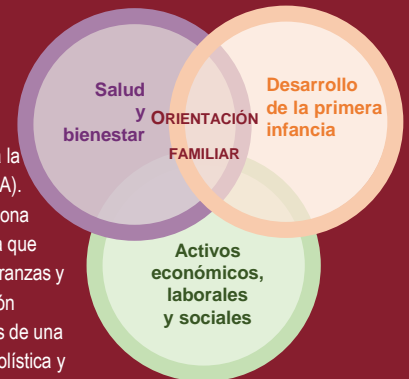 Salud
y
bienestar
ORIENTACIÓN
FAMILIAR
Desarrollo
de la primera
infancia
Activos
económicos,
laborales
y sociales
la
A).
ona
que
ranzas y
ón
s de una
olística y